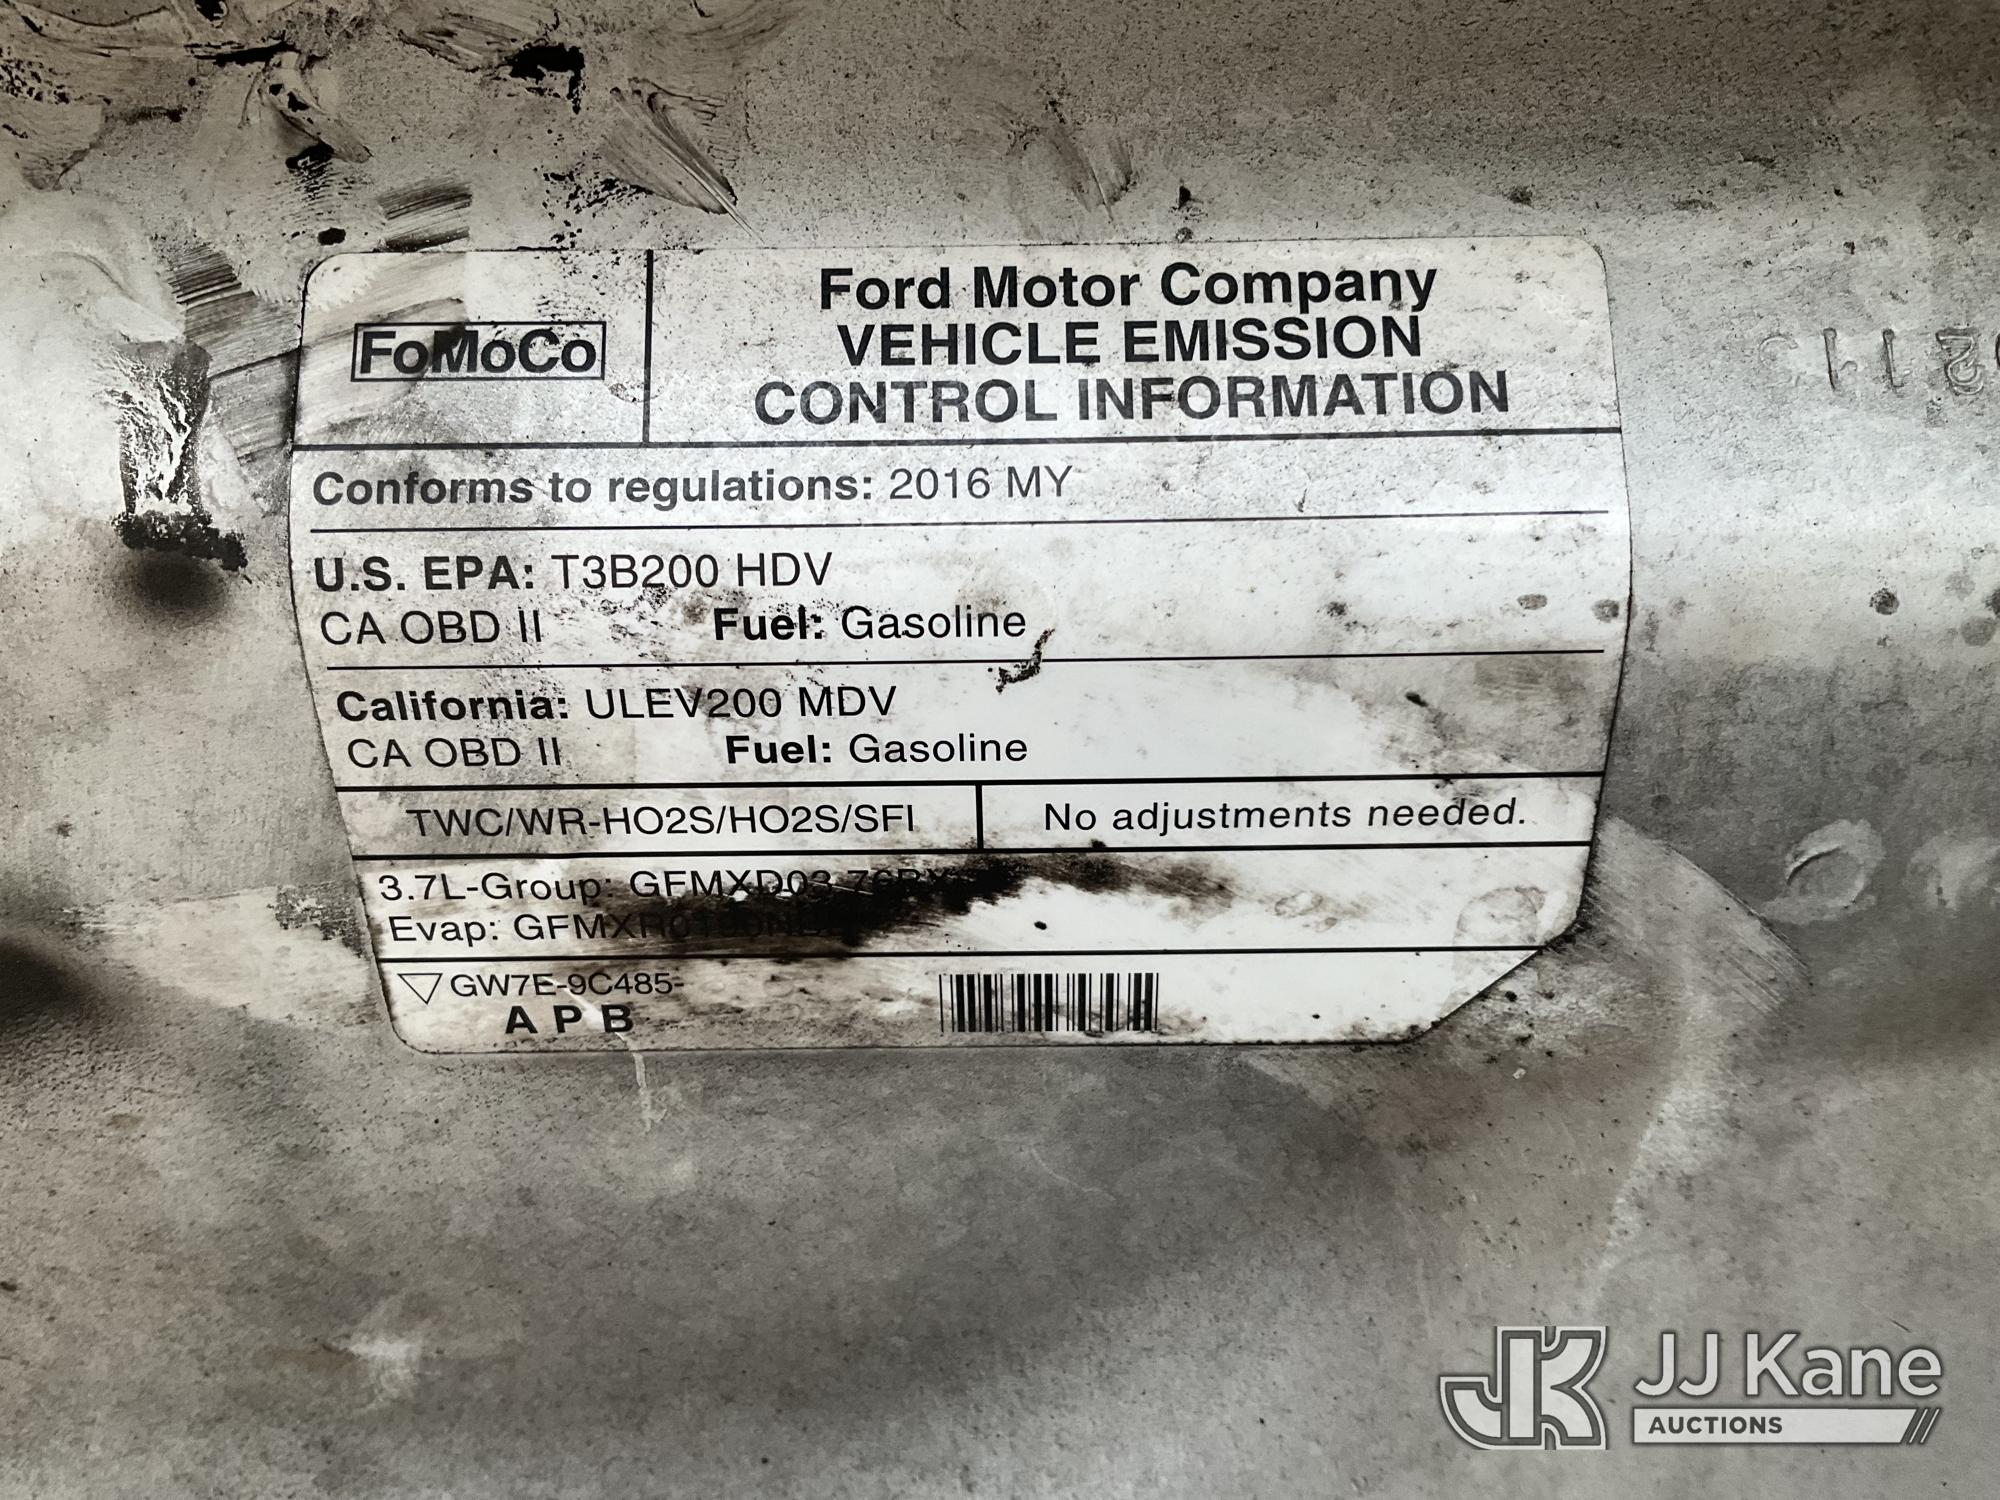 FoMoCo
Ford Motor Company
VEHICLE EMISSION
CONTROL INFORMATION
Conforms to regulations: 2016 MY
U.S. EPA: T3B200 HDV
CA OBD II Fuel: Gasoline
California: ULEV200 MDV
CA OBD II Fuel: Gasoline
TWC/WR-HO2S/HO2S/SFI
No adjustments needed.
3.7L-Group:
Evap:
GW7E-9C485-
A P B
JK JJ Kane
AUCTIONS